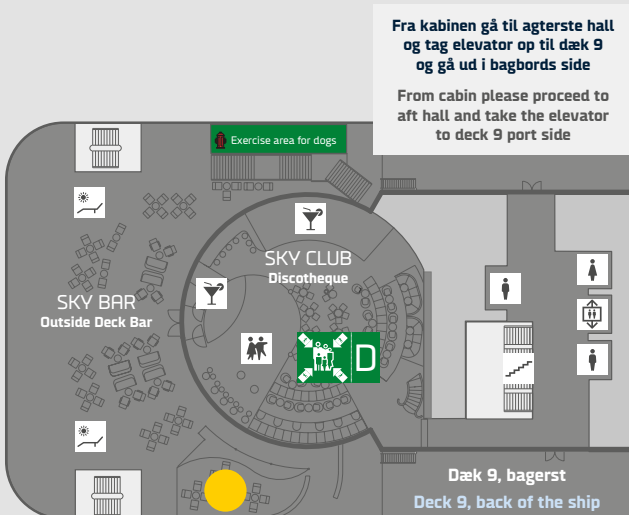 Fra kabinen gå til agterste hall
og tag elevator op til dæk 9
og gå ud i bagbords side
From cabin please proceed to
aft hall and take the elevator
to deck 9 port side
Exercise area for dogs
SKY CLUB
Discotheque
SKY BAR
Outside Deck Bar
D
Dæk 9, bagerst
Deck 9, back of the ship